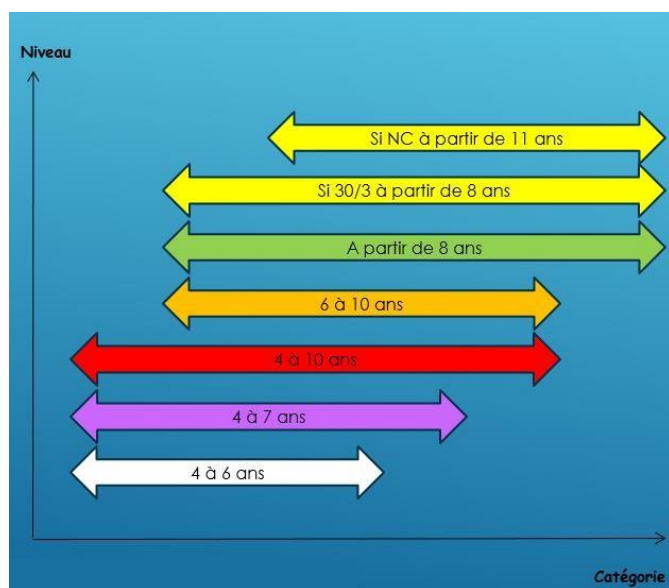 Niveau
Si NC à partir de 11 ans
Si 30/3 à partir de 8 ans
A partir de 8 ans
6 à 10 ans
4 à 10 ans
4 à 7 ans
4 à 6 ans
Catégorie